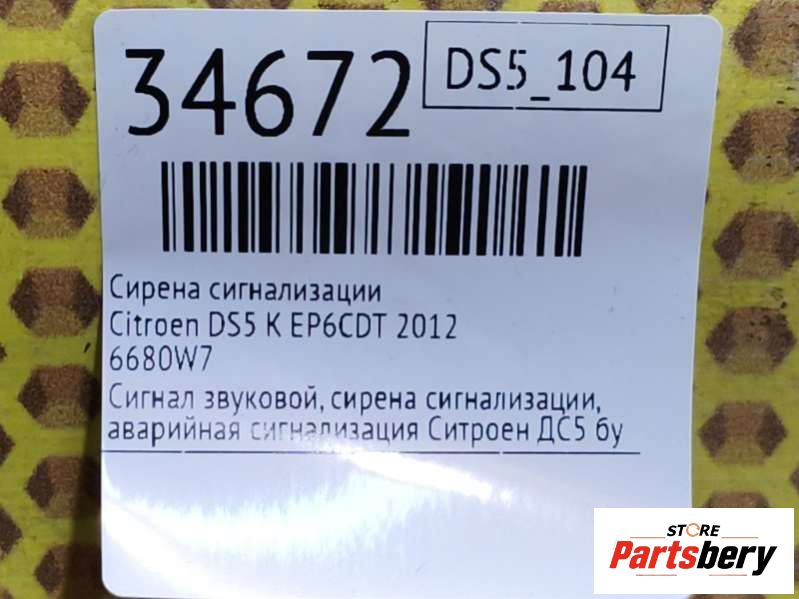 34672
DS5_104
Сирена сигнализации
Citroen DS5 K EP6CDT 2012
6680W7
Сигнал звуковой, сирена сигнализации,
аварийная сигнализация Ситроен ДС5 бу
STORE
Partsbery